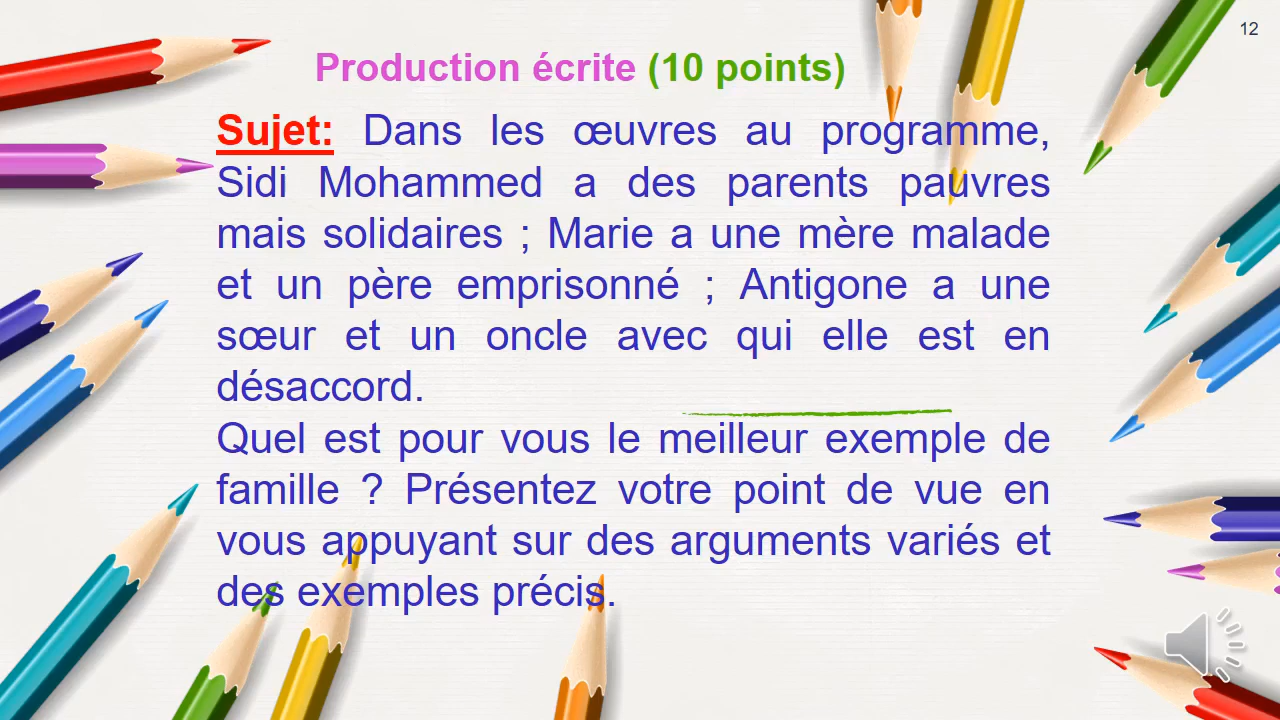 12
Production écrite (10 points)
Sujet: Dans les œuvres au programme,
Sidi Mohammed a des parents pauvres
mais solidaires ; Marie a une mère malade
et un père emprisonné ; Antigone a une
sœur et un oncle avec qui elle est en
désaccord.
Quel est pour vous le meilleur exemple de
famille ? Présentez votre point de vue en
vous appuyant sur des arguments variés et
des exemples précis.